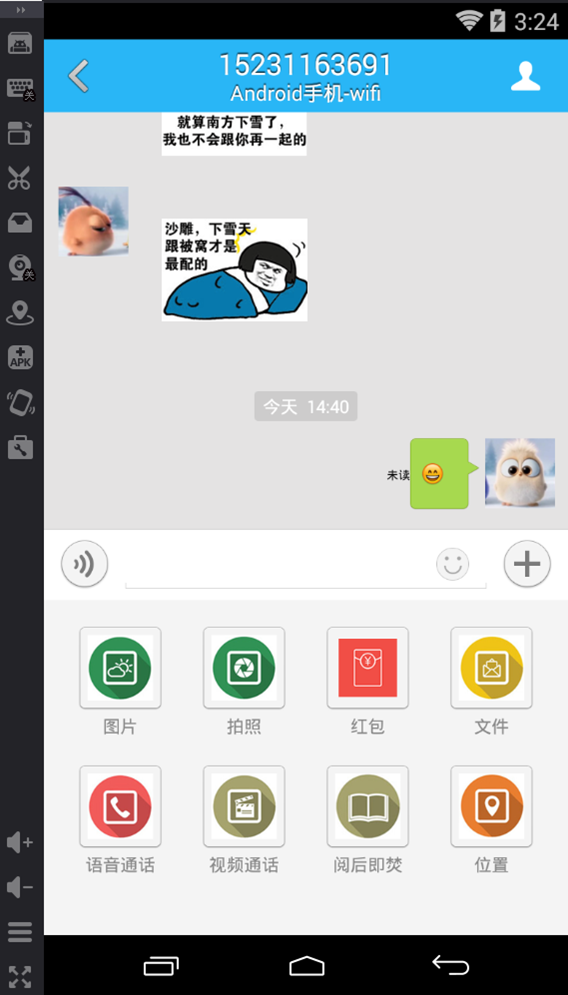 3:24
15231163691
Android手机-wifi
关
关
APK
就算南方下雪了，
我也不会跟你再一起的
沙雕，下雪天
跟被窝才是
最配的
今天 14:40
未读
图片
拍照
红包
文件
语音通话
视频通话
阅后即焚
位置